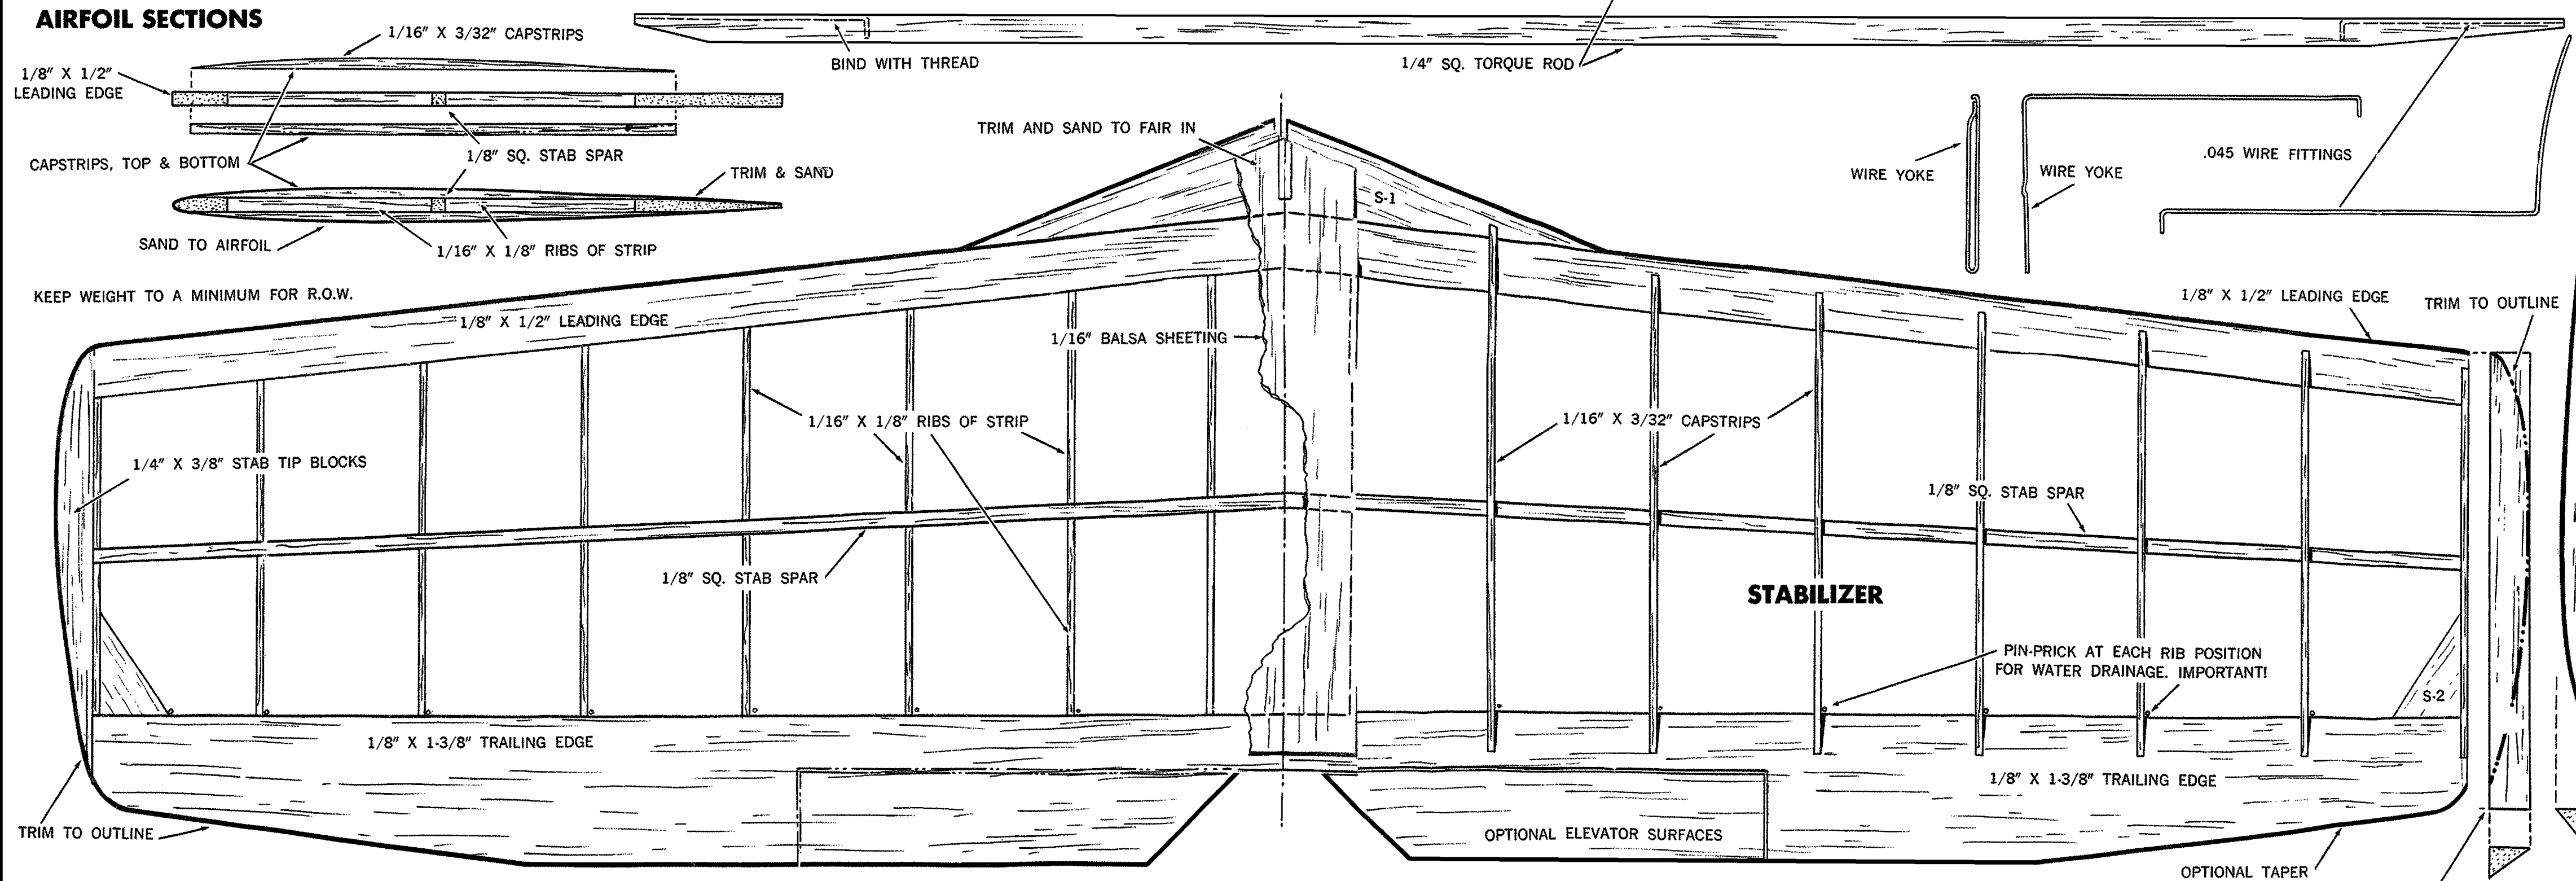 AIRFOIL SECTIONS
1/16" X 3/32" CAPSTRIPS
1/8" X 1/2"
LEADING EDGE
CAPSTRIPS, TOP & BOTTOM
1/8" SQ. STAB SPAR
TRIM & SAND
SAND TO AIRFOIL
1/16" X 1/8" RIBS OF STRIP
KEEP WEIGHT TO A MINIMUM FOR R.O.W.
BIND WITH THREAD
1/4" SQ. TORQUE ROD
TRIM AND SAND TO FAIR IN
S-1
WIRE YOKE
WIRE YOKE
.045 WIRE FITTINGS
1/8" X 1/2" LEADING EDGE
1/8" X 1/2" LEADING EDGE
TRIM TO OUTLINE
1/16" BALSA SHEETING
1/16" X 1/8" RIBS OF STRIP
1/16" X 3/32" CAPSTRIPS
1/4" X 3/8" STAB TIP BLOCKS
1/8" SQ. STAB SPAR
1/8" SQ. STAB SPAR
STABILIZER
PIN-PRICK AT EACH RIB POSITION
FOR WATER DRAINAGE. IMPORTANT!
S-2
1/8" X 1-3/8" TRAILING EDGE
1/8" X 1-3/8" TRAILING EDGE
TRIM TO OUTLINE
OPTIONAL ELEVATOR SURFACES
OPTIONAL TAPER